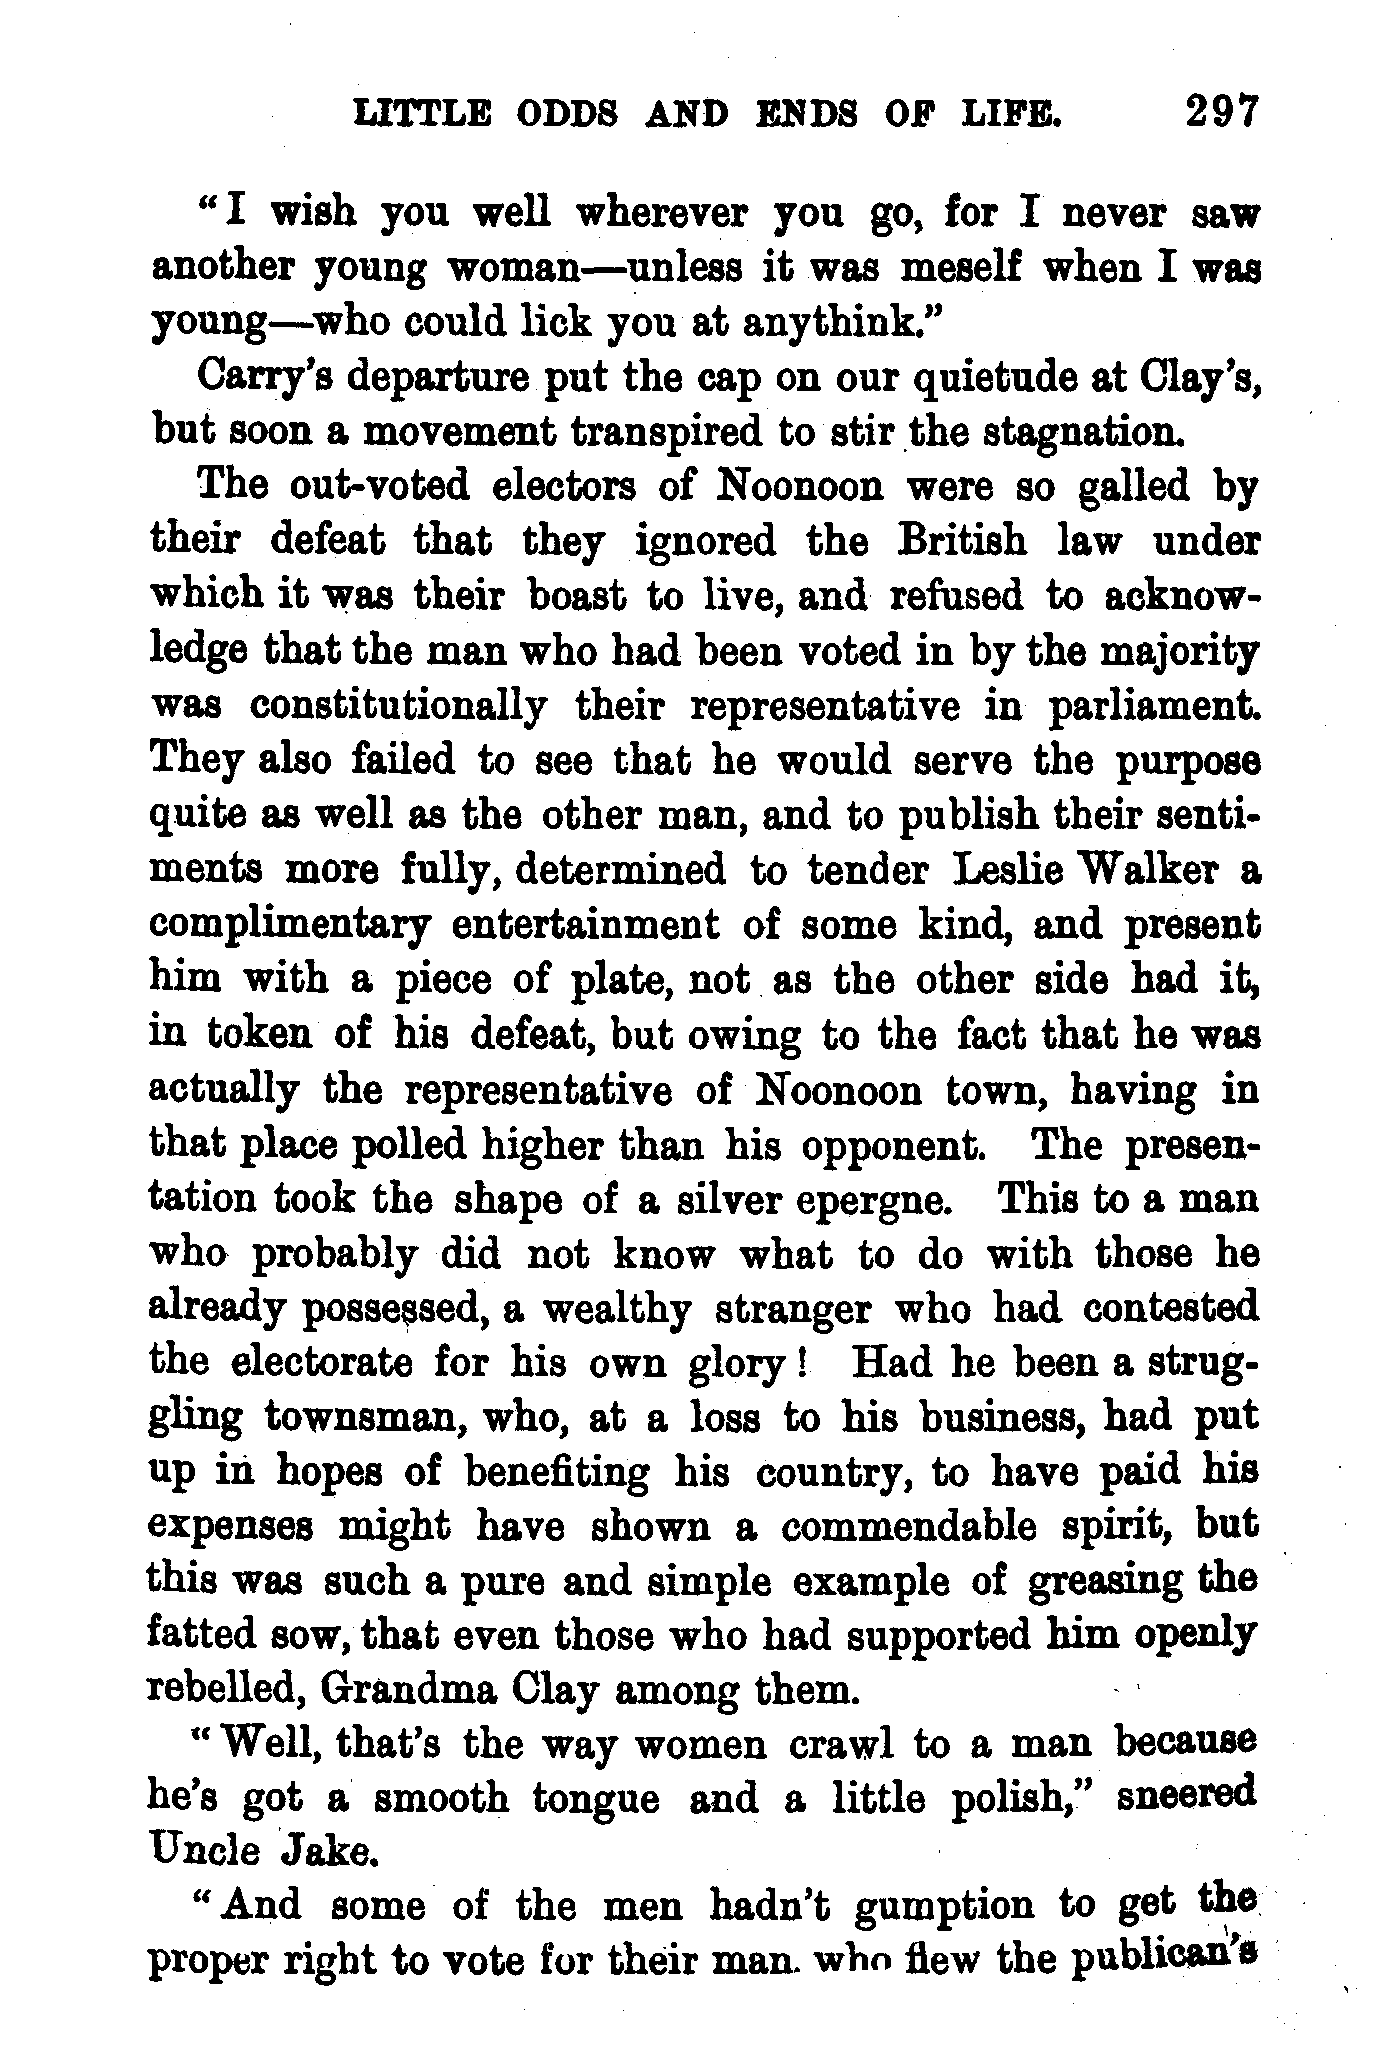 LITTLE ODDS AND ENDS OF LIFE. 297
“I wish you well wherever you go, for I never saw
another young woman—unless it was meself when I was
young—who could lick you at anythink.”
Carry’s departure put the cap on our quietude at Clay’s,
but soon a movement transpired to stir the stagnation.
The out-voted electors of Noonoon were so galled by
their defeat that they ignored the British law under
which it was their boast to live, and refused to acknow-
ledge that the man who had been voted in by the majority
was constitutionally their representative in parliament.
They also failed to see that he would serve the purpose
quite as well as the other man, and to publish their senti-
ments more fully, determined to tender Leslie Walker a
complimentary entertainment of some kind, and present
him with a piece of plate, not as the other side had it,
in token of his defeat, but owing to the fact that he was
actually the representative of Noonoon town, having in
that place polled higher than his opponent. The presen-
tation took the shape of a silver epergne. This to a man
who probably did not know what to do with those he
already possessed, a wealthy stranger who had contested
the electorate for his own glory! Had he been a strug-
gling townsman, who, at a loss to his business, had put
up in hopes of benefiting his country, to have paid his
expenses might have shown a commendable spirit, but
this was such a pure and simple example of greasing the
fatted sow, that even those who had supported him openly
rebelled, Grandma Clay among them.
“Well, that’s the way women crawl to a man because
he’s got a smooth tongue and a little polish,” sneered
Uncle Jake.
“And some of the men hadn’t gumption to get the
proper right to vote for their man. who flew the publican’s